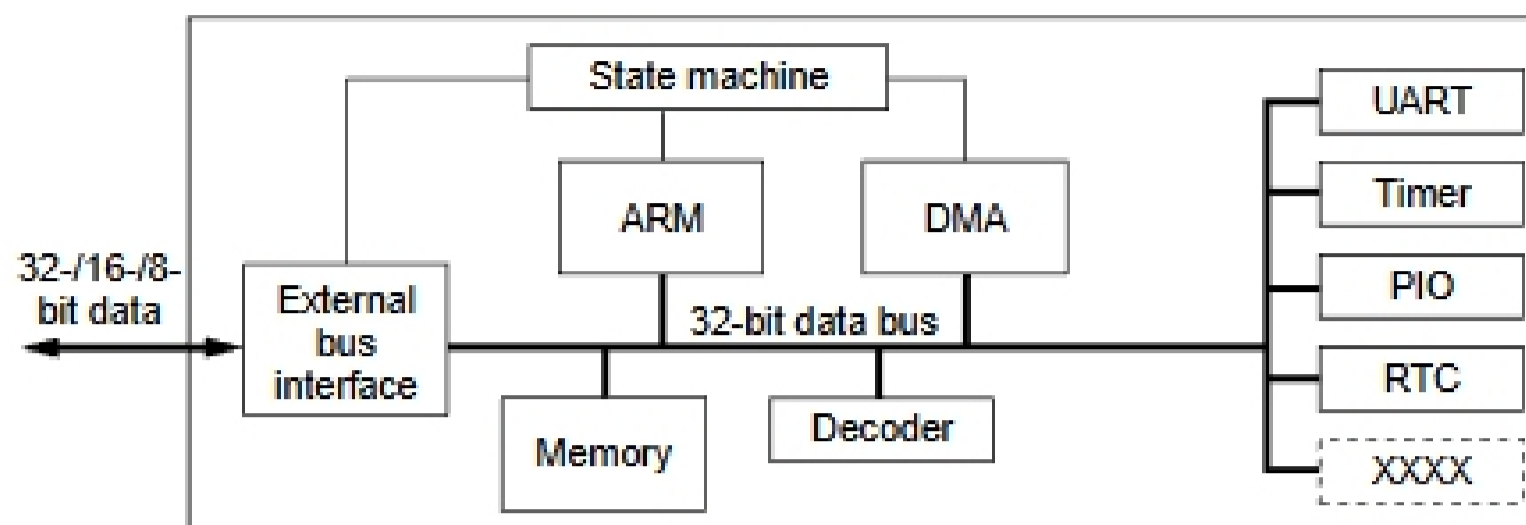 State machine
UART
ARM
DMA
Timer
32-/16-/8-
bit data
External
bus
interface
32-bit data bus
PIO
Memory
Decoder
RTC
XXXX